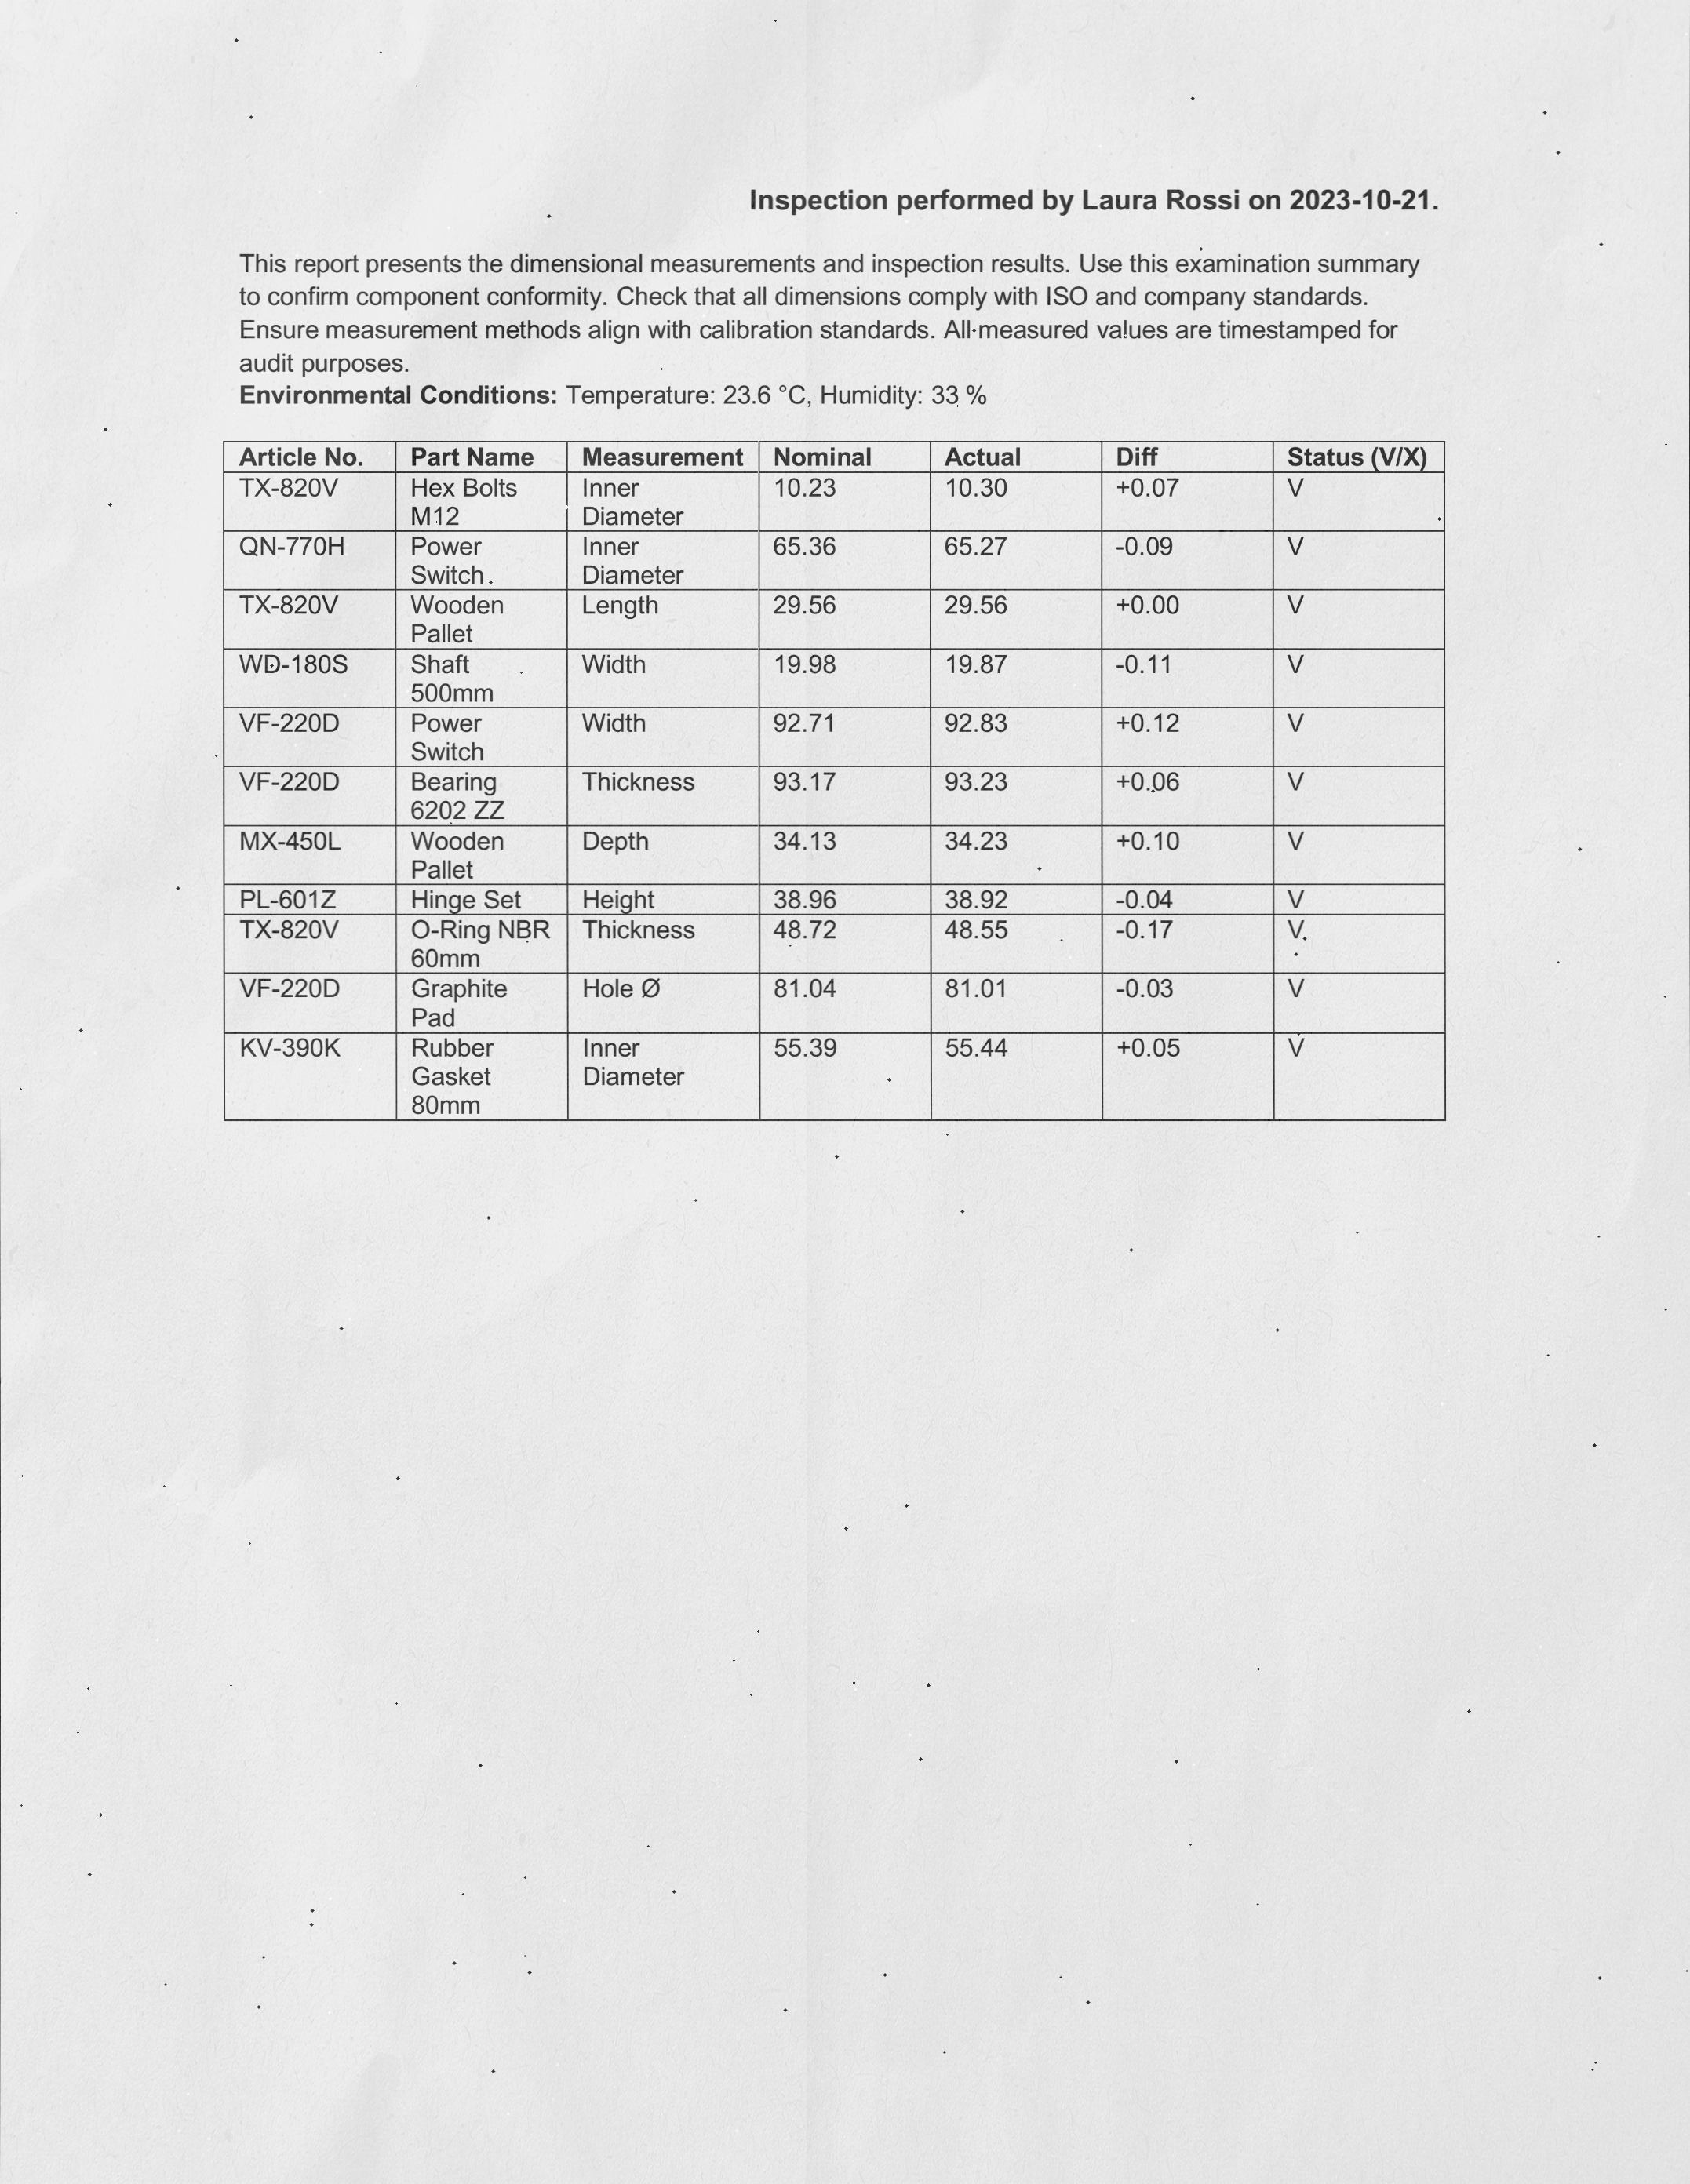 Inspection performed by Laura Rossi on 2023-10-21.
This report presents the dimensional measurements and inspection results. Use this examination summary
to confirm component conformity. Check that all dimensions comply with ISO and company standards.
Ensure measurement methods align with calibration standards. All measured values are timestamped for
audit purposes.
Environmental Conditions: Temperature: 23.6 °C, Humidity: 33 %
Article No. Part Name Measurement Nominal Actual Diff Status (V/X)
TX-820V Hex Bolts Inner 10.23 10.30 +0.07 V
M12 Diameter
QN-770H Power Inner 65.36 65.27 -0.09 V
Switch Diameter
TX-820V Wooden Length 29.56 29.56 +0.00 V
Pallet
WD-180S Shaft Width 19.98 19.87 -0.11 V
500mm
VF-220D Power Width 92.71 92.83 +0.12 V
Switch
VF-220D Bearing Thickness 93.17 93.23 +0.06 V
6202 ZZ
MX-450L Wooden Depth 34.13 34.23 +0.10 V
Pallet
PL-601Z Hinge Set Height 38.96 38.92 -0.04 V
TX-820V O-Ring NBR Thickness 48.72 48.55 -0.17 V
60mm
VF-220D Graphite Hole Ø 81.04 81.01 -0.03 V
Pad
KV-390K Rubber Inner 55.39 55.44 +0.05 V
Gasket Diameter
80mm